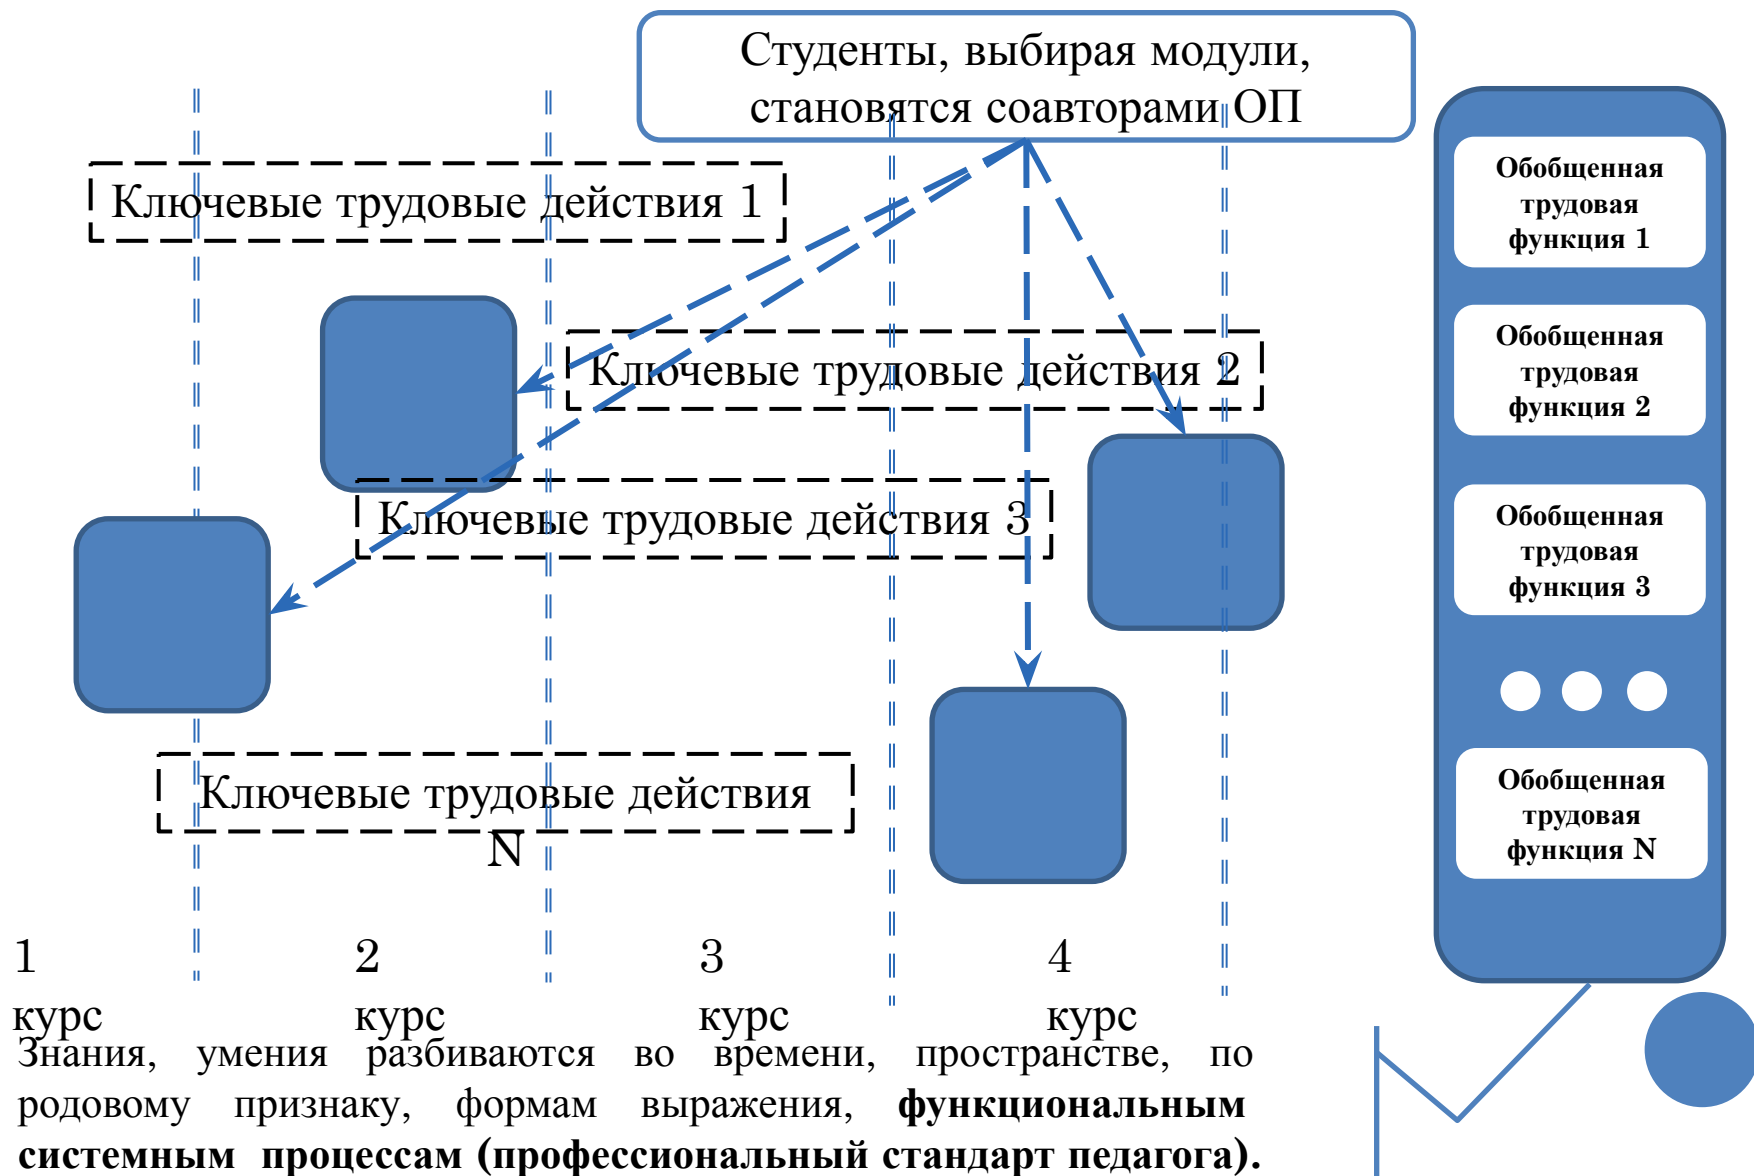 Студенты, выбирая модули,
становятся соавторами ОП
Ключевые трудовые действия 1
Ключевые трудовые действия 2
Ключевые трудовые действия 3
Ключевые трудовые действия
N
1
курс
2
курс
3
курс
4
курс
Знания, умения разбиваются во времени, пространстве, по
родовому признаку, формам выражения, функциональным
системным процессам (профессиональный стандарт педагога).
Обобщенная
трудовая
функция 1
Обобщенная
трудовая
функция 2
Обобщенная
трудовая
функция 3
Обобщенная
трудовая
функция N